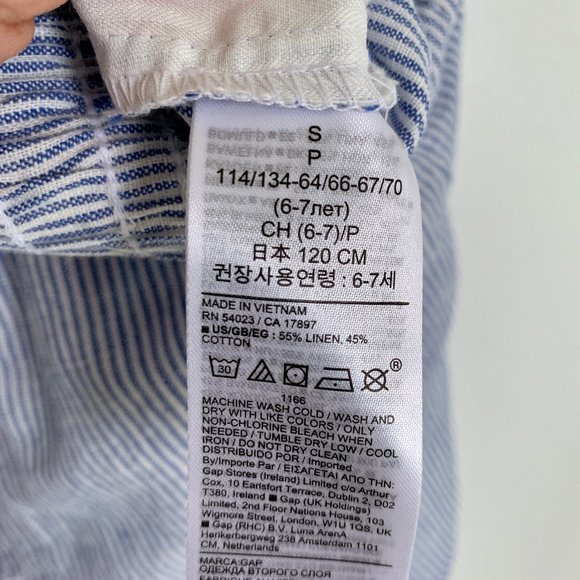 S
P
114/134-64/66-67/70
(6-7лет)
CH (6-7)/P
日本 120 CM
권장사용연령 : 6-7세
MADE IN VIETNAM
RN 54023 / CA 17897
US/GB/EG : 55% LINEN, 45%
COTTON
30
®
1166
MACHINE WASH COLD / WASH AND
DRY WITH LIKE COLORS / ONLY
NON-CHLORINE BLEACH WHEN
NEEDED / TUMBLE DRY LOW / COOL
IRON / DO NOT DRY CLEAN
DISTRIBUIDO POR / Imported
By/Importe Par / ΕΙΣΑΓΕΤΑΙ ΑΠΟ ΤΗΝ:
Gap Stores (Ireland) Limited c/o Arthur
Cox, 10 Earlsfort Terrace, Dublin 2, D02
T380, Ireland Gap (UK Holdings)
Limited, 2nd Floor Nations House, 103
Wigmore Street, London, W1U 1QS, UK
Gap (RHC) B.V. Luna ArenA
Herikerbergweg 238, 1101
CM, Netherlands
MARCA:GAP
ОДЕЖДА ВТОРОГО СЛОЯ